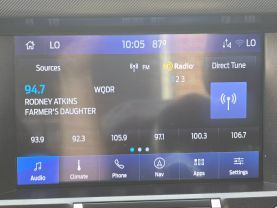 LO 10:05 87° LO
Sources FM HD Radio Direct Tune
2 3
94.7 WQDR
RODNEY ATKINS
FARMER'S DAUGHTER
93.9 92.3 105.9 97.1 100.3 106.7
Audio Climate Phone Nav Apps Settings